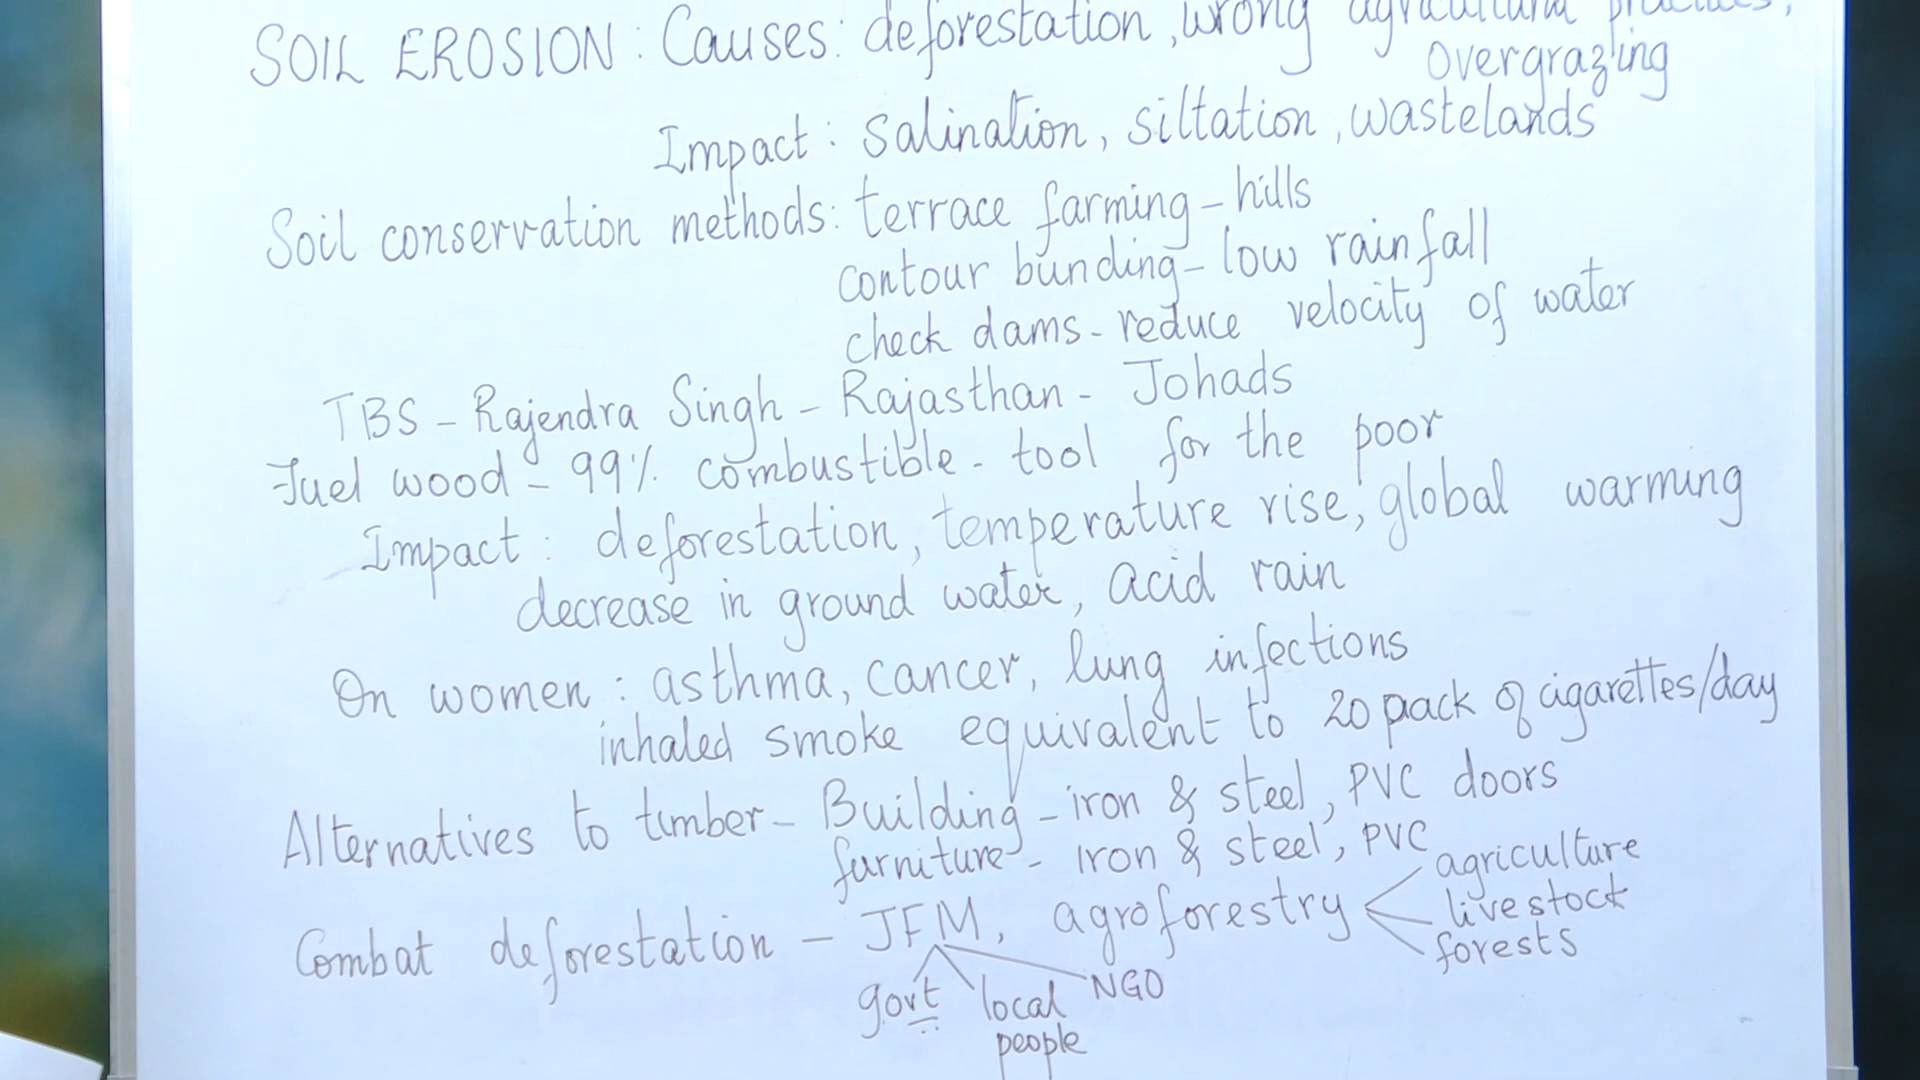 SOIL EROSION : Causes: deforestation, wrong agricultural practices,
overgrazing
Impact : salination, siltation, wastelands
Soil conservation methods: terrace farming - hills
contour bunding - low rainfall
check dams - reduce velocity of water
TBS - Rajendra Singh - Rajasthan - Johads
Fuel wood - 99% combustible - tool for the poor
Impact : deforestation, temperature rise, global warming
decrease in ground water, acid rain
On women : asthma, cancer, lung infections
inhaled smoke equivalent to 20 pack of cigarettes/day
Alternatives to timber - Building - iron & steel, PVC doors
furniture - iron & steel, PVC
Combat deforestation - JFM, agroforestry
agriculture
livestock
forests
govt local people NGO